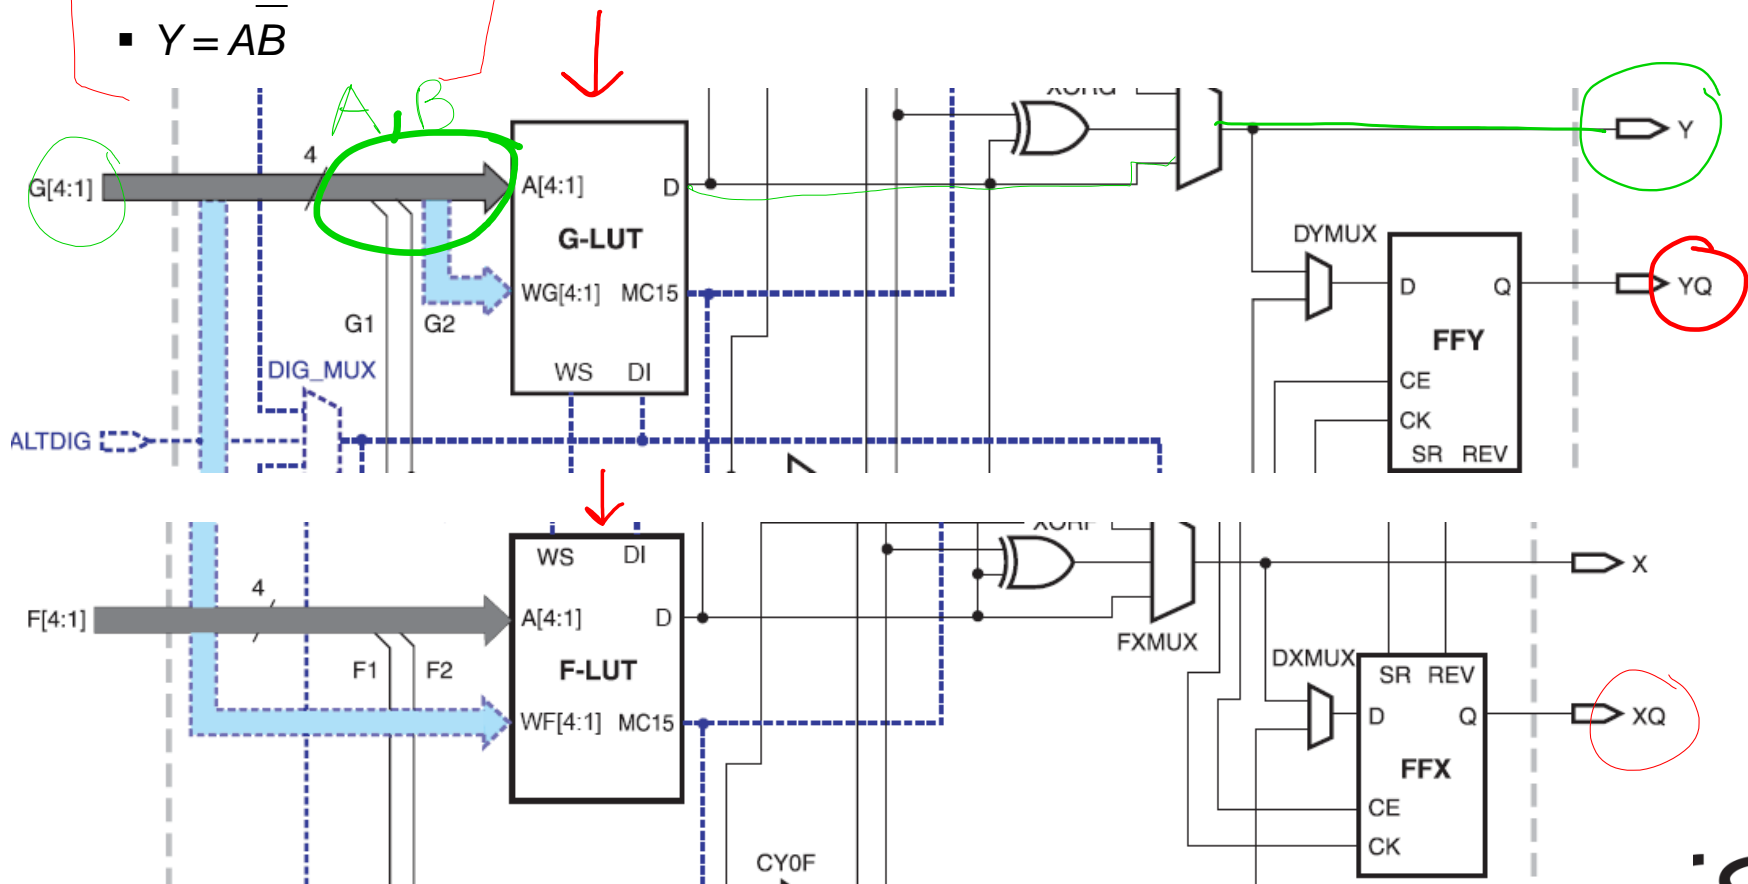 ▪ Y = AB̅
A, B
XORG
Y
4
G[4:1]
A[4:1] D
G-LUT
DYMUX
WG[4:1] MC15
D Q
YQ
G1 G2
FFY
WS DI
DIG_MUX
CE
ALTDIG
CK
SR REV
WS DI
XORF
X
4
F[4:1]
A[4:1] D
FXMUX
F1 F2
F-LUT
DXMUX
SR REV
WF[4:1] MC15
D Q
XQ
FFX
CE
CK
CY0F